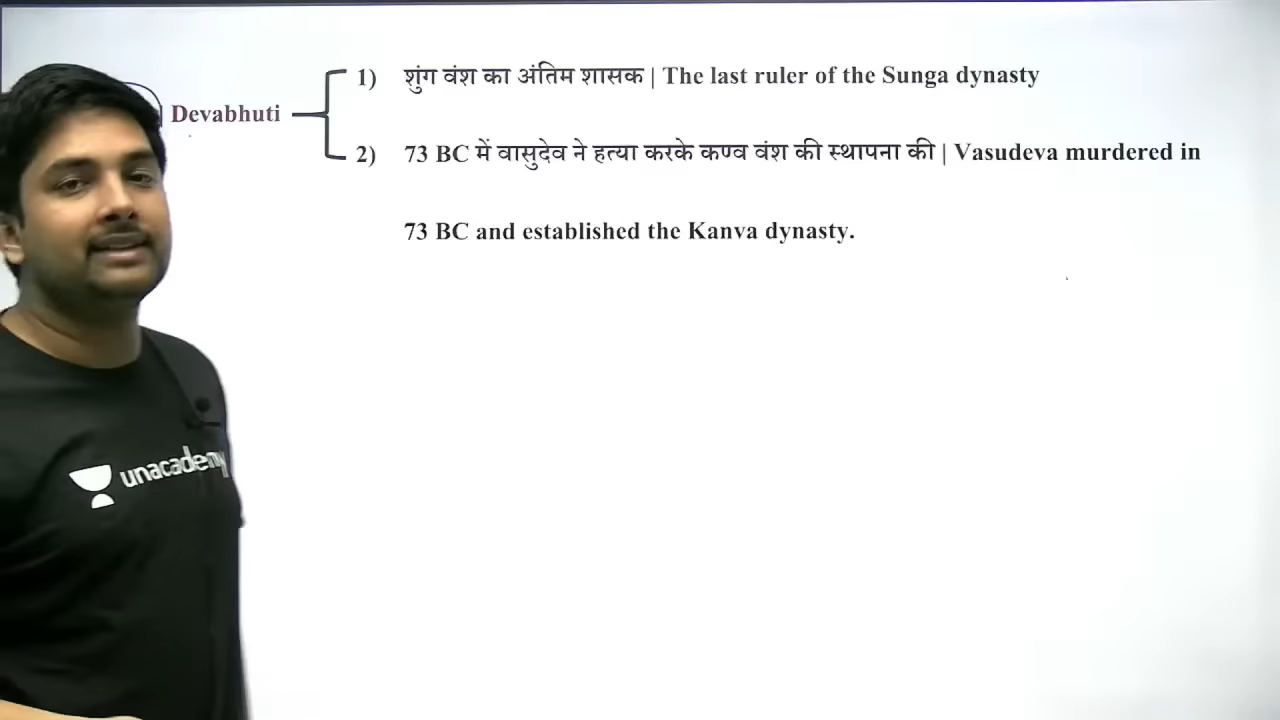 1) शुंग वंश का अंतिम शासक | The last ruler of the Sunga dynasty
Devabhuti
2) 73 BC में वासुदेव ने हत्या करके कण्व वंश की स्थापना की | Vasudeva murdered in
73 BC and established the Kanva dynasty.
unacademy